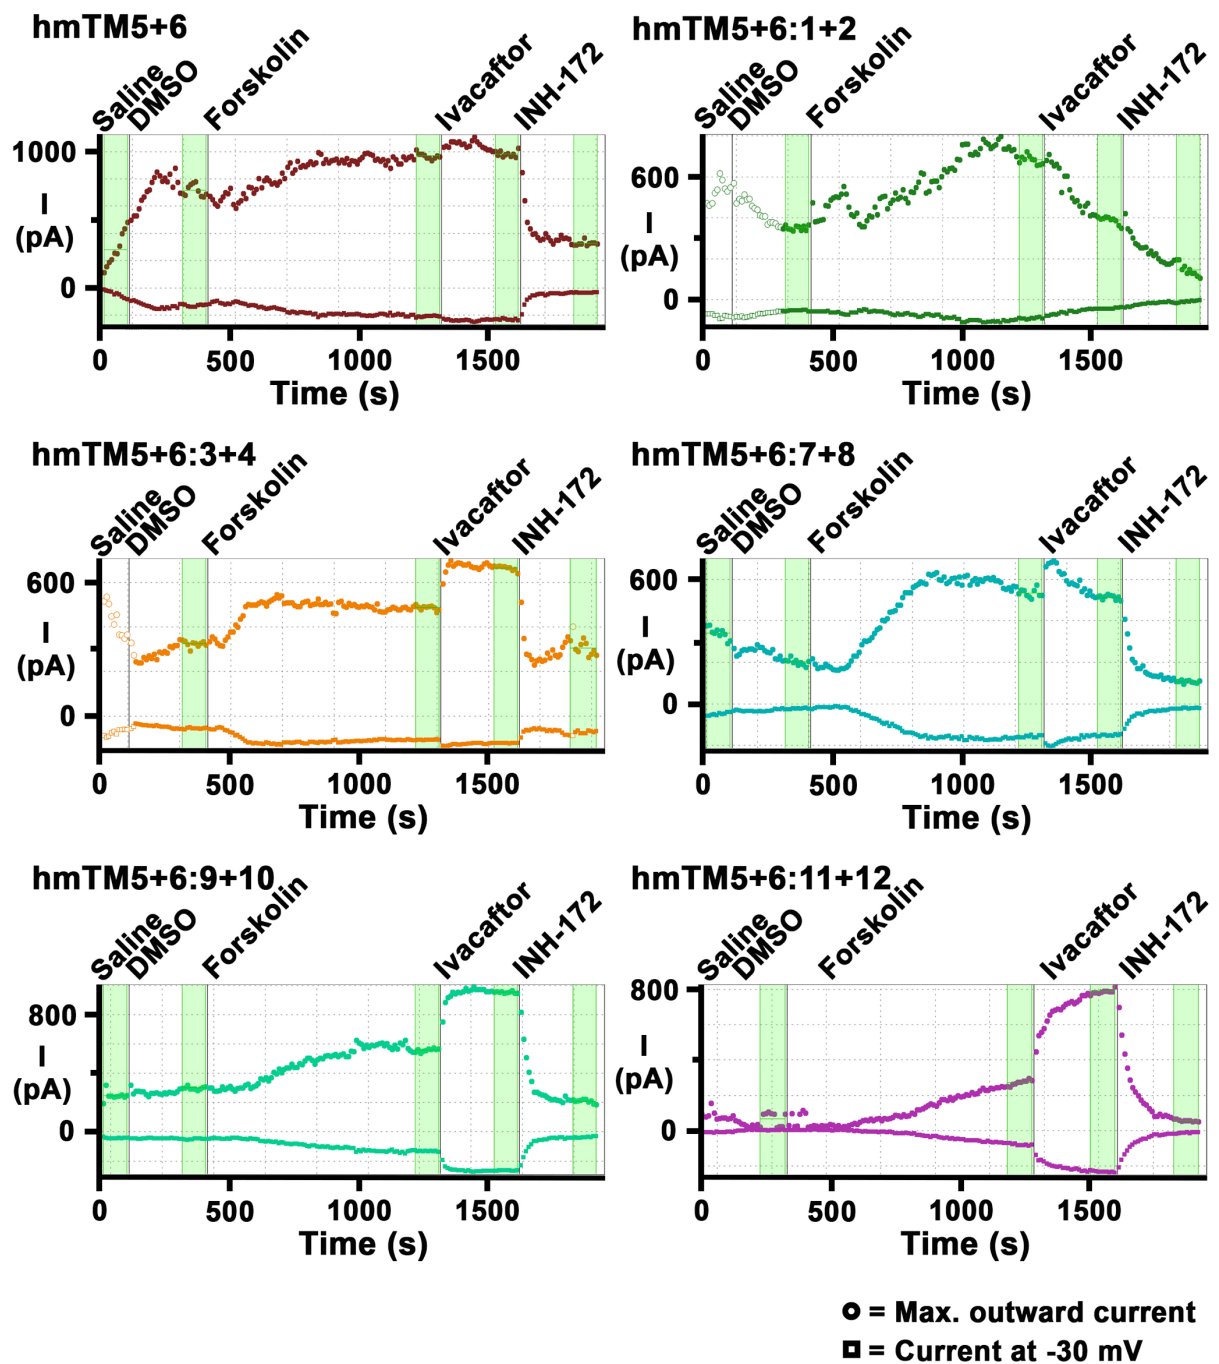 hmTM5+6
Saline
DMSO
Forskolin
Ivacaftor
INH-172
1000
I
(pA)
0
0 500 1000 1500
Time (s)
hmTM5+6:1+2
Saline
DMSO
Forskolin
Ivacaftor
INH-172
600
I
(pA)
0
0 500 1000 1500
Time (s)
hmTM5+6:3+4
Saline
DMSO
Forskolin
Ivacaftor
INH-172
600
I
(pA)
0
0 500 1000 1500
Time (s)
hmTM5+6:7+8
Saline
DMSO
Forskolin
Ivacaftor
INH-172
600
I
(pA)
0
0 500 1000 1500
Time (s)
hmTM5+6:9+10
Saline
DMSO
Forskolin
Ivacaftor
INH-172
800
I
(pA)
0
0 500 1000 1500
Time (s)
hmTM5+6:11+12
Saline
DMSO
Ivacaftor
INH-172
800
I
(pA)
0
0 500 1000 1500
Time (s)
= Max. outward current
= Current at -30 mV